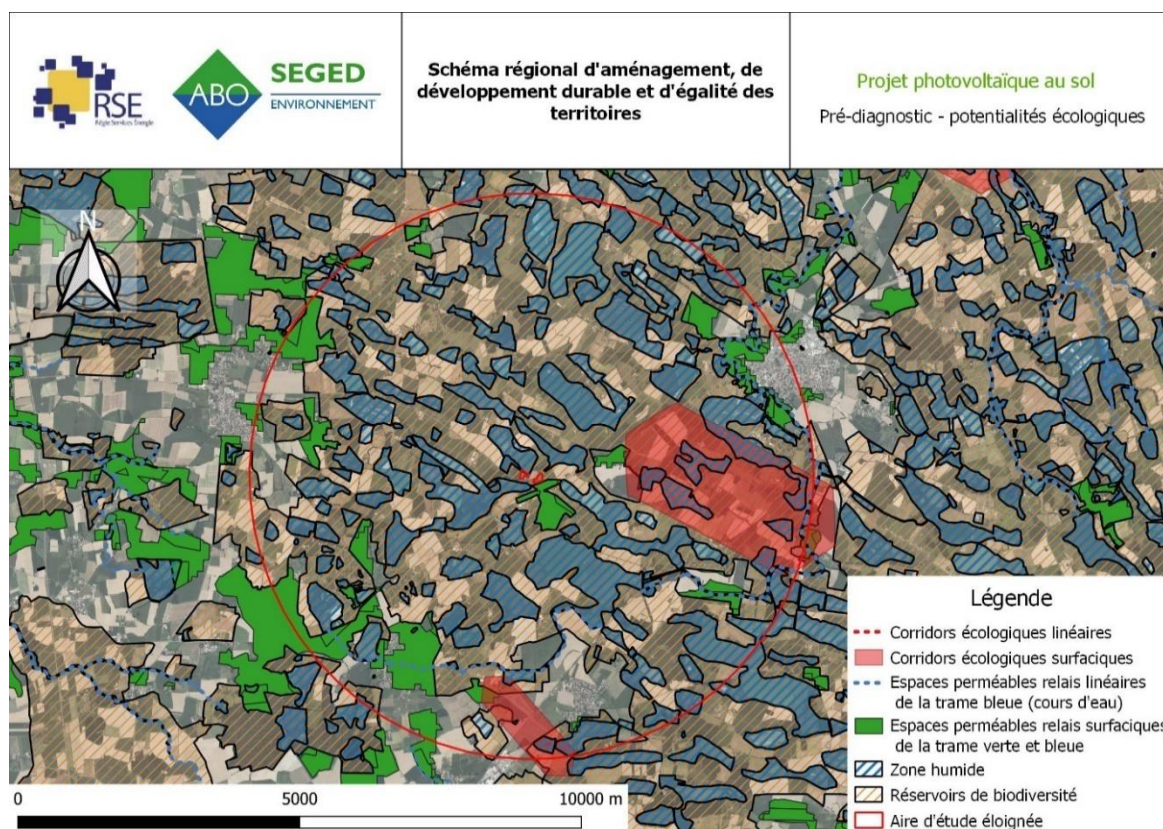 RSE
Régie Services Énergie
ABO
SEGED
ENVIRONNEMENT
Schéma régional d'aménagement, de
développement durable et d'égalité des
territoires
Projet photovoltaïque au sol
Pré-diagnostic - potentialités écologiques
N
Légende
Corridors écologiques linéaires
Corridors écologiques surfaciques
Espaces perméables relais linéaires
de la trame bleue (cours d'eau)
Espaces perméables relais surfaciques
de la trame verte et bleue
Zone humide
Réservoirs de biodiversité
Aire d'étude éloignée
0 5000 10000 m